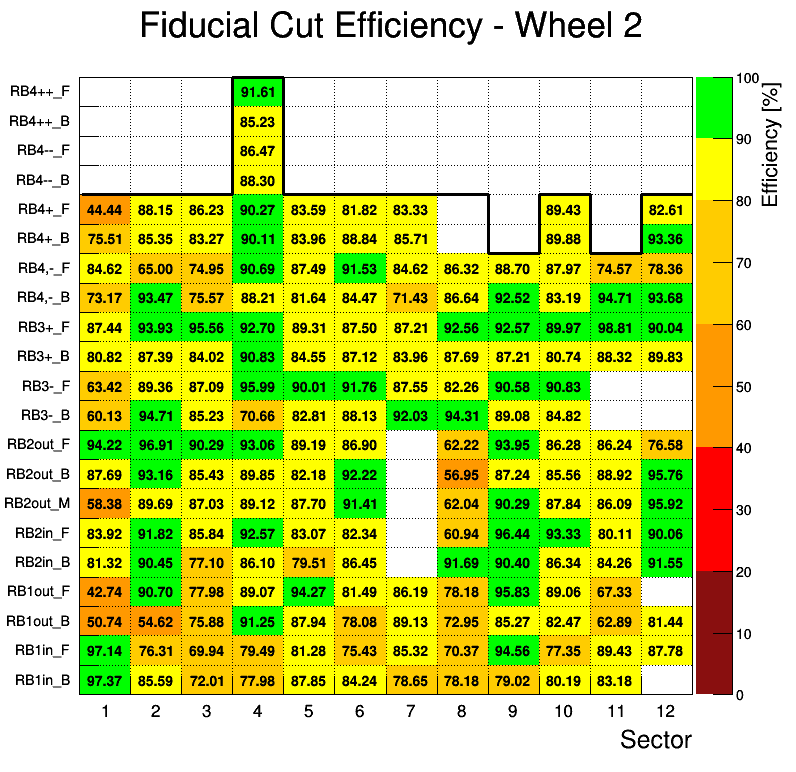 Fiducial Cut Efficiency - Wheel 2
RB4++_F 91.61
RB4++_B 85.23
RB4--_F 86.47
RB4--_B 88.30
RB4+_F 44.44 88.15 86.23 90.27 83.59 81.82 83.33 89.43 82.61
RB4+_B 75.51 85.35 83.27 90.11 83.96 88.84 85.71 89.88 93.36
RB4,-_F 84.62 65.00 74.95 90.69 87.49 91.53 84.62 86.32 88.70 87.97 74.57 78.36
RB4,-_B 73.17 93.47 75.57 88.21 81.64 84.47 71.43 86.64 92.52 83.19 94.71 93.68
RB3+_F 87.44 93.93 95.56 92.70 89.31 87.50 87.21 92.56 92.57 89.97 98.81 90.04
RB3+_B 80.82 87.39 84.02 90.83 84.55 87.12 83.96 87.69 87.21 80.74 88.32 89.83
RB3-_F 63.42 89.36 87.09 95.99 90.01 91.76 87.55 82.26 90.58 90.83
RB3-_B 60.13 94.71 85.23 70.66 82.81 88.13 92.03 94.31 89.08 84.82
RB2out_F 94.22 96.91 90.29 93.06 89.19 86.90 62.22 93.95 86.28 86.24 76.58
RB2out_B 87.69 93.16 85.43 89.85 82.18 92.22 56.95 87.24 85.56 88.92 95.76
RB2out_M 58.38 89.69 87.03 89.12 87.70 91.41 62.04 90.29 87.84 86.09 95.92
RB2in_F 83.92 91.82 85.84 92.57 83.07 82.34 60.94 96.44 93.33 80.11 90.06
RB2in_B 81.32 90.45 77.10 86.10 79.51 86.45 91.69 90.40 86.34 84.26 91.55
RB1out_F 42.74 90.70 77.98 89.07 94.27 81.49 86.19 78.18 95.83 89.06 67.33
RB1out_B 50.74 54.62 75.88 91.25 87.94 78.08 89.13 72.95 85.27 82.47 62.89 81.44
RB1in_F 97.14 76.31 69.94 79.49 81.28 75.43 85.32 70.37 94.56 77.35 89.43 87.78
RB1in_B 97.37 85.59 72.01 77.98 87.85 84.24 78.65 78.18 79.02 80.19 83.18
1 2 3 4 5 6 7 8 9 10 11 12
Sector
100
90
80
70
60
50
40
30
20
10
0
Efficiency [%]